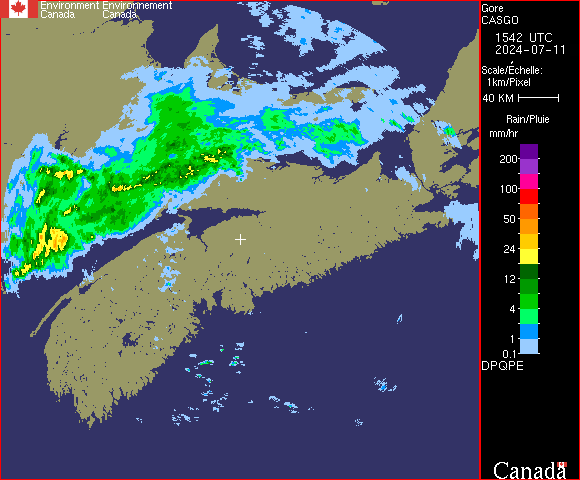 Environment Environnement
Canada Canada
Gore
CASGO
1542 UTC
2024-07-11
Scale/Echelle:
1km/Pixel
40 KM
Rain/Pluie
mm/hr
200
100
50
24
12
4
1
0.1
DPQPE
Canada